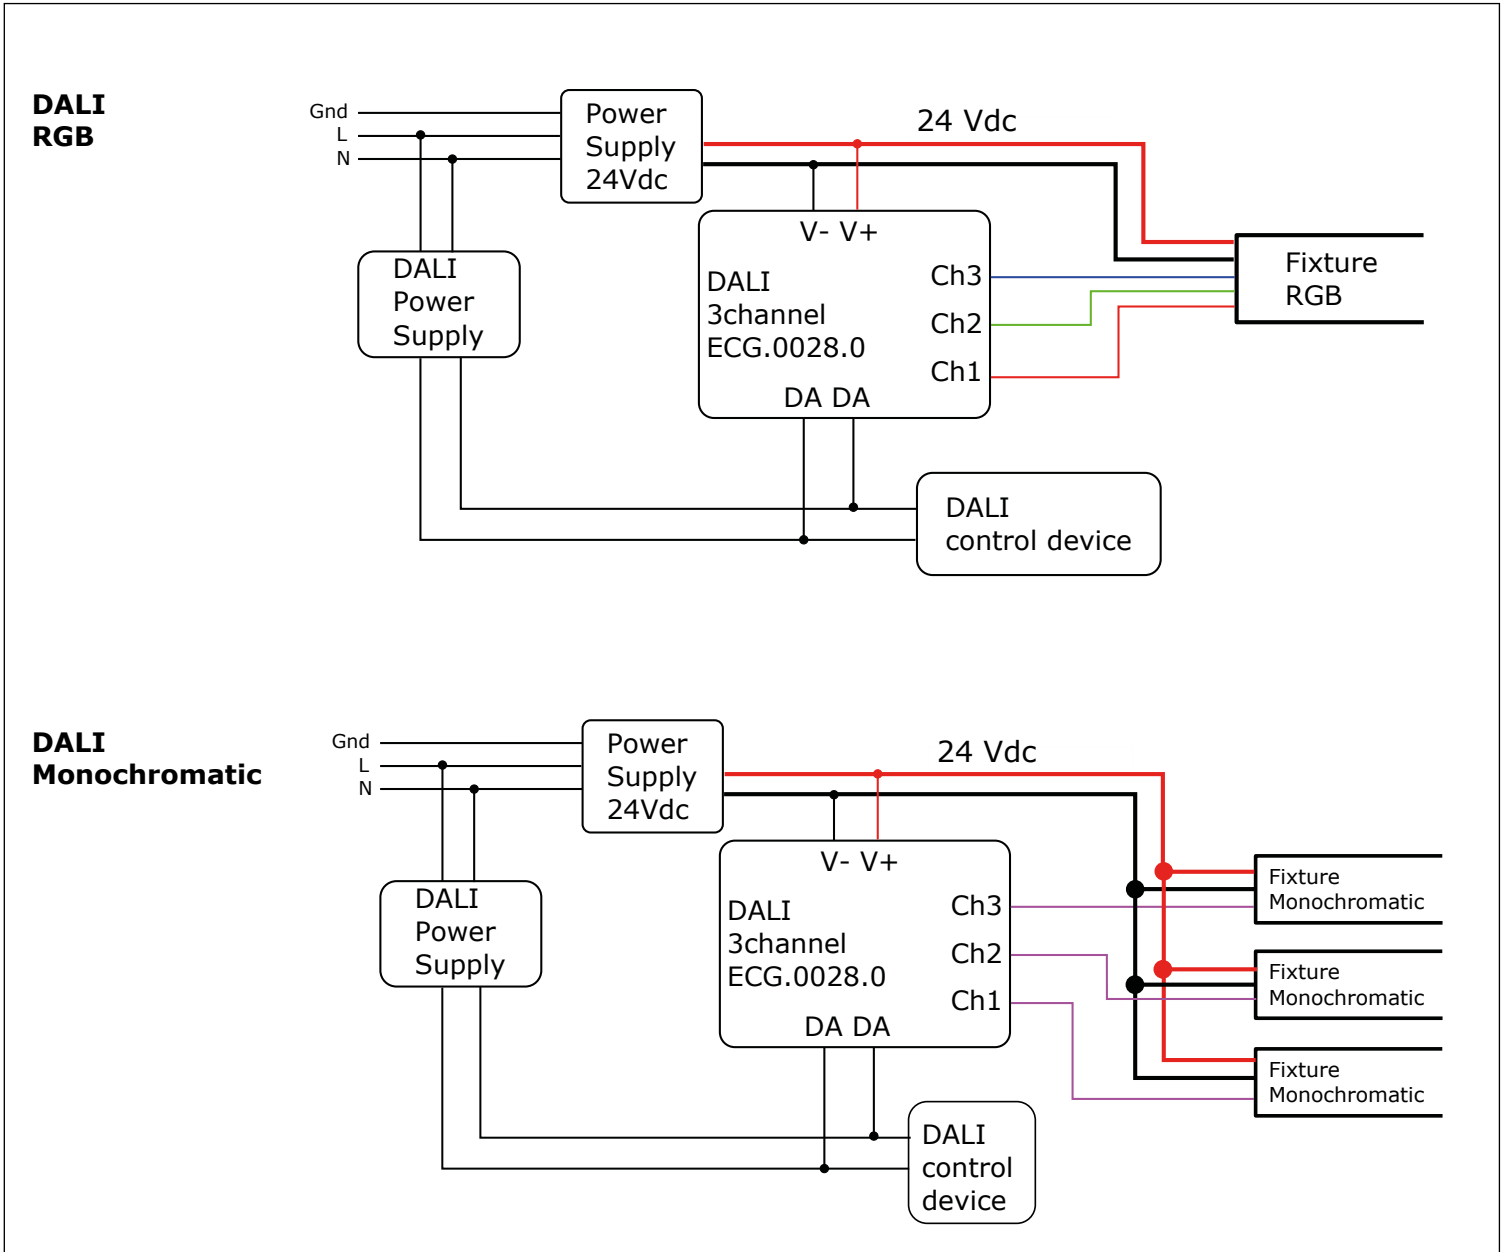 DALI
RGB
Gnd
L
N
Power
Supply
24Vdc
24 Vdc
DALI
Power
Supply
V- V+
DALI
3channel
ECG.0028.0
Ch3
Ch2
Ch1
DA DA
Fixture
RGB
DALI
control device
DALI
Monochromatic
Gnd
L
N
Power
Supply
24Vdc
24 Vdc
DALI
Power
Supply
V- V+
DALI
3channel
ECG.0028.0
Ch3
Ch2
Ch1
DA DA
Fixture
Monochromatic
Fixture
Monochromatic
Fixture
Monochromatic
DALI
control
device